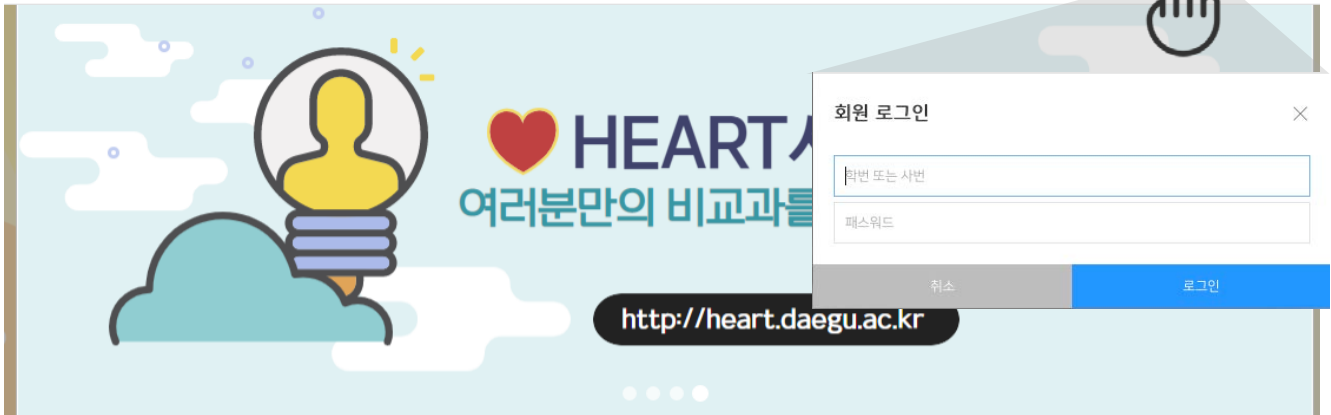 HEART
여러분만의 비교과를
http://heart.daegu.ac.kr
회원 로그인
학번 또는 사번
패스워드
취소
로그인